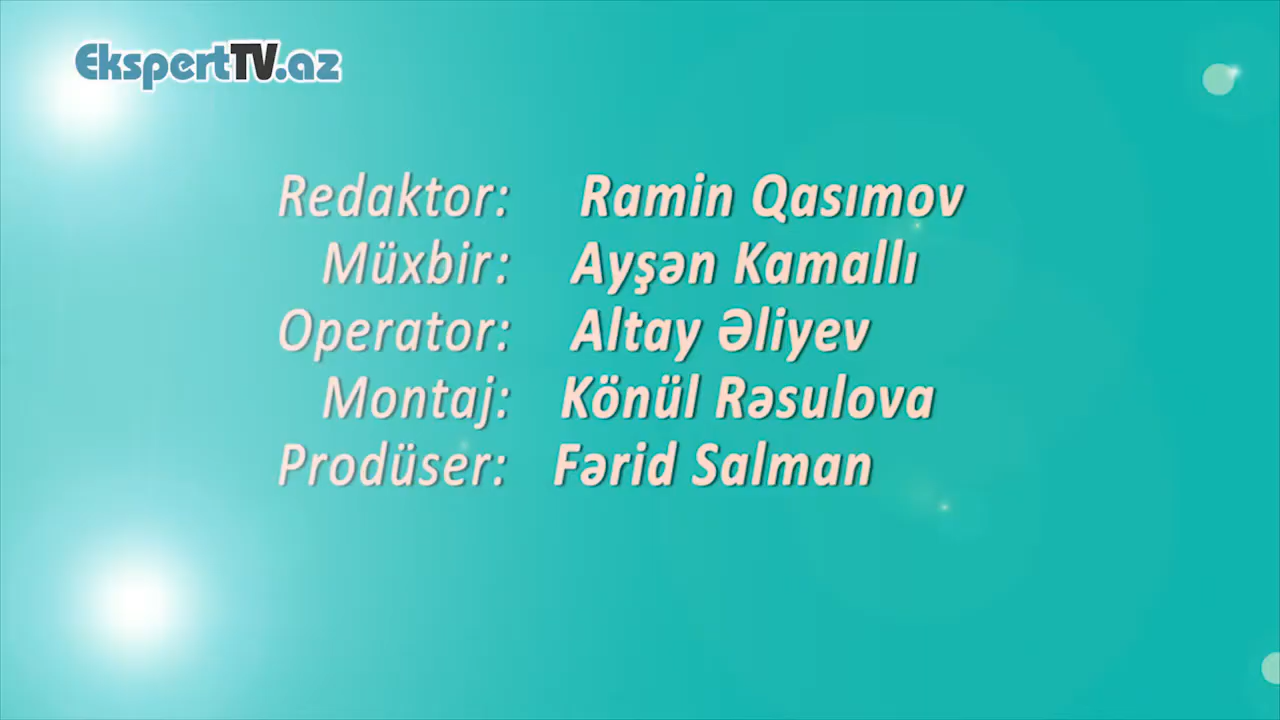 EkspertTV.az
Redaktor: Ramin Qasımov
Müxbir: Ayşən Kamallı
Operator: Altay Əliyev
Montaj: Könül Rəsulova
Prodüser: Fərid Salman